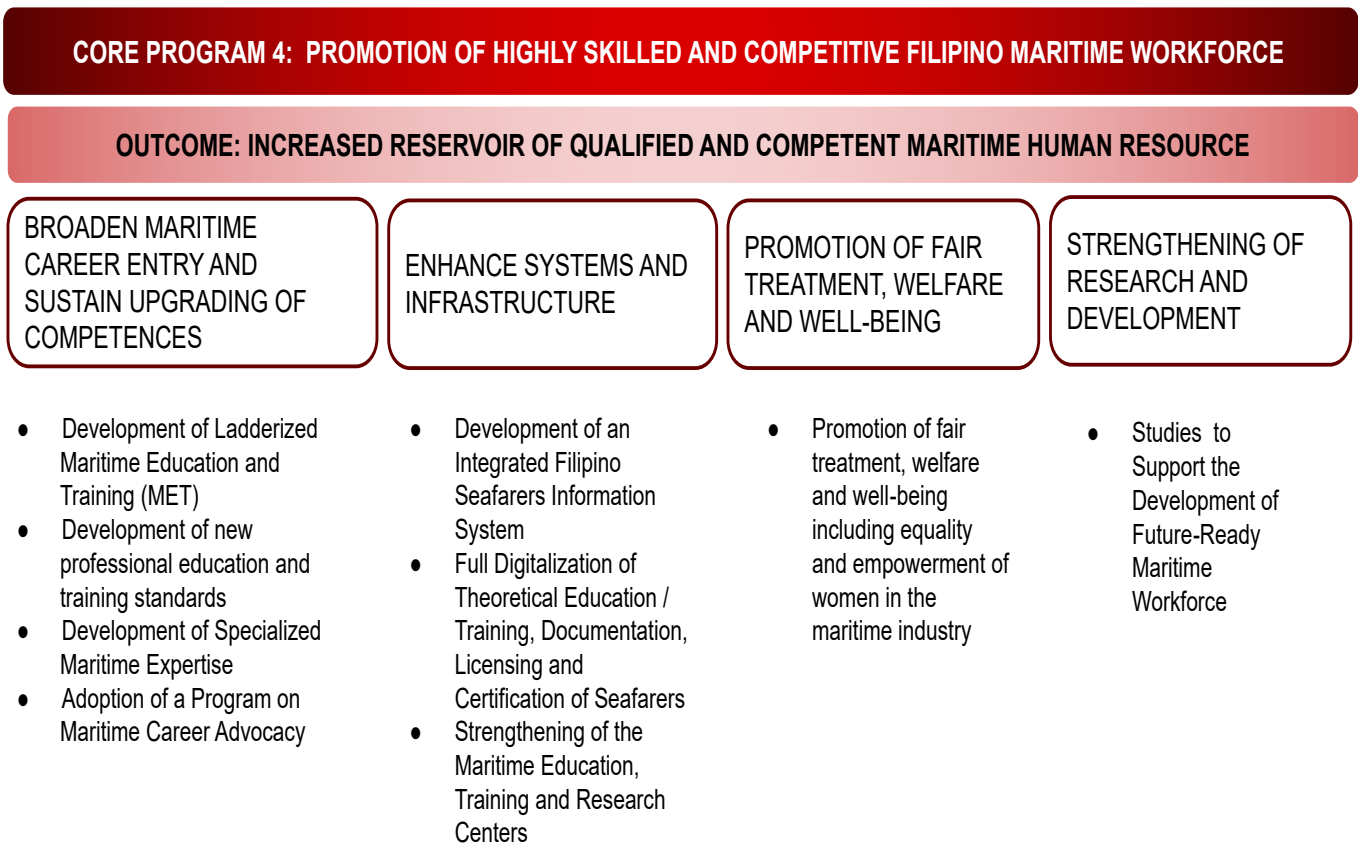 CORE PROGRAM 4: PROMOTION OF HIGHLY SKILLED AND COMPETITIVE FILIPINO MARITIME WORKFORCE
OUTCOME: INCREASED RESERVOIR OF QUALIFIED AND COMPETENT MARITIME HUMAN RESOURCE
BROADEN MARITIME
CAREER ENTRY AND
SUSTAIN UPGRADING OF
COMPETENCES
● Development of Ladderized
Maritime Education and
Training (MET)
● Development of new
professional education and
training standards
● Development of Specialized
Maritime Expertise
● Adoption of a Program on
Maritime Career Advocacy
ENHANCE SYSTEMS AND
INFRASTRUCTURE
● Development of an
Integrated Filipino
Seafarers Information
System
● Full Digitalization of
Theoretical Education /
Training, Documentation,
Licensing and
Certification of Seafarers
● Strengthening of the
Maritime Education,
Training and Research
Centers
PROMOTION OF FAIR
TREATMENT, WELFARE
AND WELL-BEING
● Promotion of fair
treatment, welfare
and well-being
including equality
and empowerment of
women in the
maritime industry
STRENGTHENING OF
RESEARCH AND
DEVELOPMENT
● Studies to
Support the
Development of
Future-Ready
Maritime
Workforce